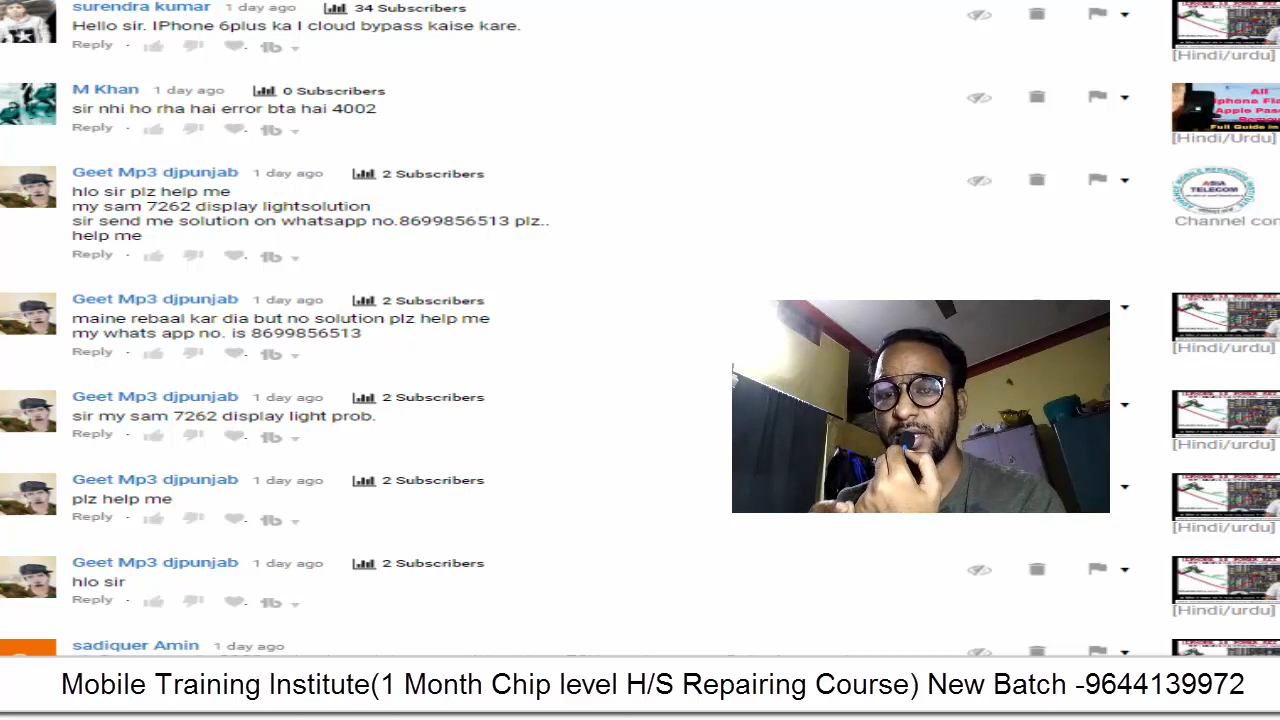 surendra kumar 1 day ago 34 Subscribers
Hello sir. IPhone 6plus ka I cloud bypass kaise kare.
Reply
[Hindi/urdu]
M Khan 1 day ago 0 Subscribers
sir nhi ho rha hai error bta hai 4002
Reply
All
Iphone
Apple
Full Guide in
[Hindi/Urdu]
Geet Mp3 djpunjab 1 day ago 2 Subscribers
hlo sir plz help me
my sam 7262 display lightsolution
sir send me solution on whatsapp no.8699856513 plz..
help me
Reply
ASIA
TELECOM
Channel con
Geet Mp3 djpunjab 1 day ago 2 Subscribers
maine rebaal kar dia but no solution plz help me
my whats app no. is 8699856513
Reply
[Hindi/urdu]
Geet Mp3 djpunjab 1 day ago 2 Subscribers
sir my sam 7262 display light prob.
Reply
[Hindi/urdu]
Geet Mp3 djpunjab 1 day ago 2 Subscribers
plz help me
Reply
[Hindi/urdu]
Geet Mp3 djpunjab 1 day ago 2 Subscribers
hlo sir
Reply
[Hindi/urdu]
sadiquer Amin 1 day ago
Mobile Training Institute(1 Month Chip level H/S Repairing Course) New Batch -9644139972